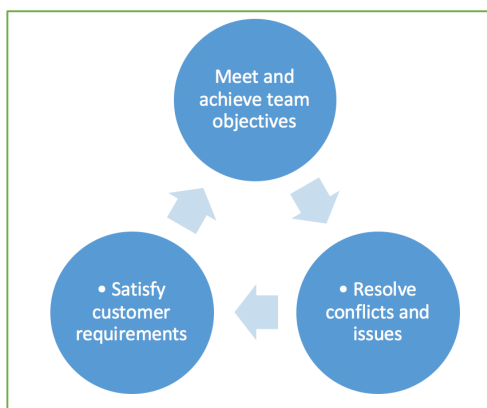 Meet and
achieve team
objectives
• Resolve
conflicts and
issues
• Satisfy
customer
requirements